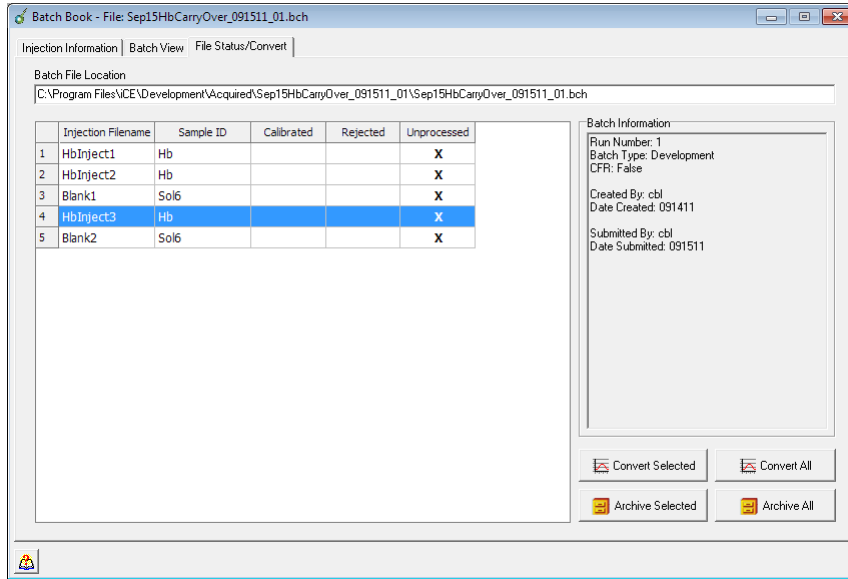 Batch Book - File: Sep15HbCarryOver_091511_01.bch
Injection Information Batch View File Status/Convert
Batch File Location
C:\Program Files\iCE\Development\Acquired\Sep15HbCarryOver_091511_01\Sep15HbCarryOver_091511_01.bch
Injection Filename Sample ID Calibrated Rejected Unprocessed
1 HbInject1 Hb X
2 HbInject2 Hb X
3 Blank1 Sol6 X
4 HbInject3 Hb X
5 Blank2 Sol6 X
Batch Information
Run Number: 1
Batch Type: Development
CFR: False
Created By: cbl
Date Created: 091411
Submitted By: cbl
Date Submitted: 091511
Convert Selected Convert All
Archive Selected Archive All